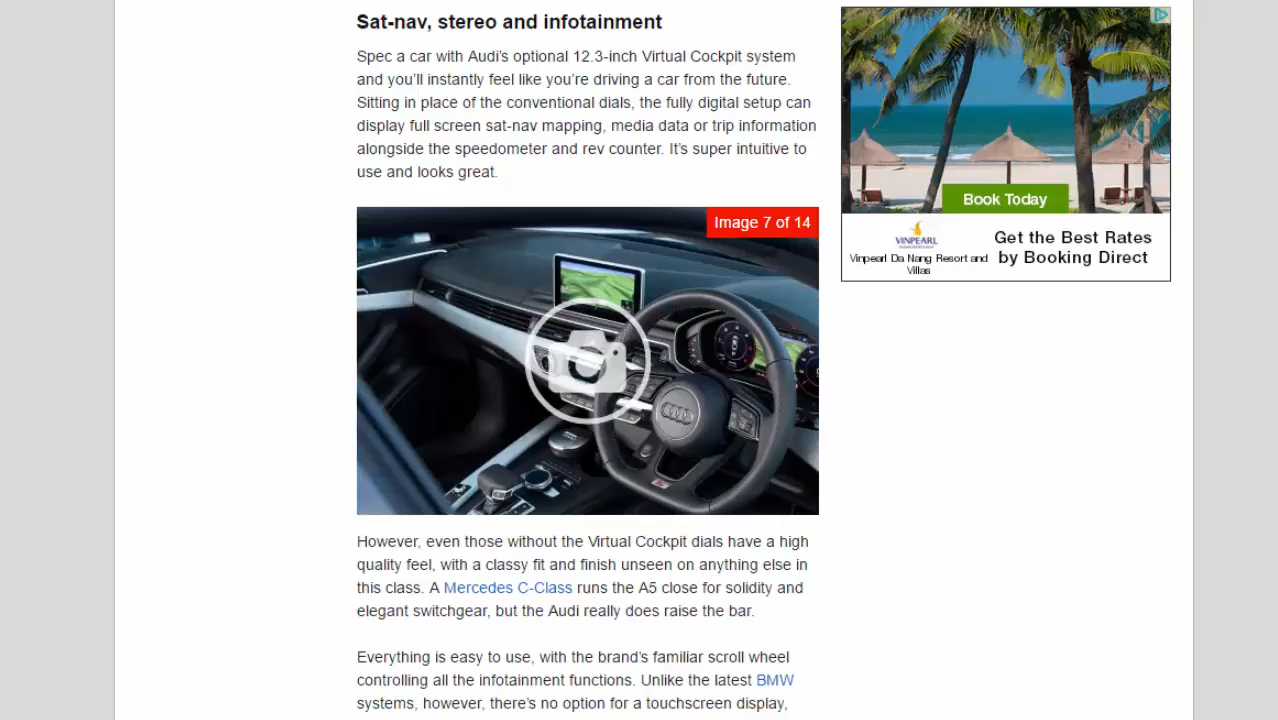 Sat-nav, stereo and infotainment
Spec a car with Audi’s optional 12.3-inch Virtual Cockpit system
and you’ll instantly feel like you’re driving a car from the future.
Sitting in place of the conventional dials, the fully digital setup can
display full screen sat-nav mapping, media data or trip information
alongside the speedometer and rev counter. It’s super intuitive to
use and looks great.
Image 7 of 14
However, even those without the Virtual Cockpit dials have a high
quality feel, with a classy fit and finish unseen on anything else in
this class. A Mercedes C-Class runs the A5 close for solidity and
elegant switchgear, but the Audi really does raise the bar.
Everything is easy to use, with the brand’s familiar scroll wheel
controlling all the infotainment functions. Unlike the latest BMW
systems, however, there’s no option for a touchscreen display,
Book Today
VINPEARL
Vinpearl Da Nang Resort and
Villas
Get the Best Rates
by Booking Direct